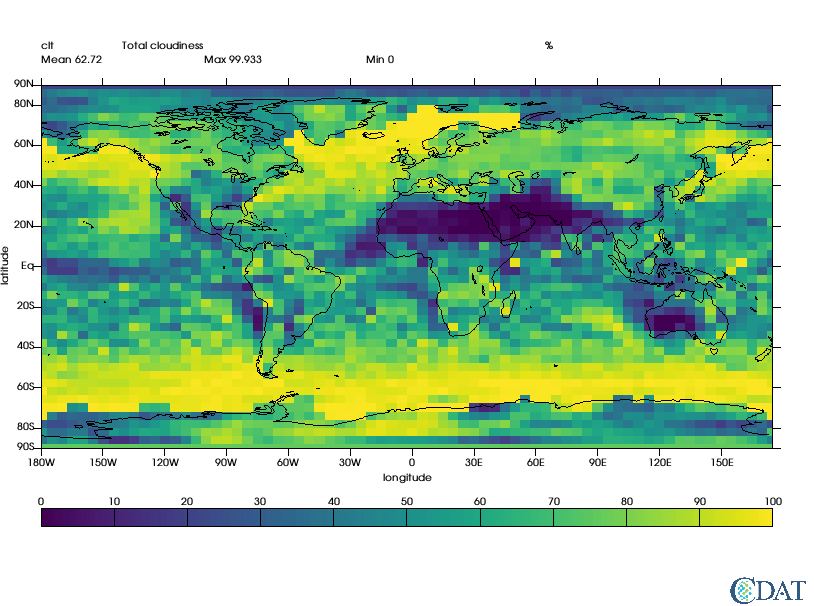 clt Total cloudiness %
Mean 62.72 Max 99.933 Min 0
90N
80N
60N
40N
20N
Eq
20S
40S
60S
80S
90S
latitude
180W 150W 120W 90W 60W 30W 0 30E 60E 90E 120E 150E
longitude
0 10 20 30 40 50 60 70 80 90 100
CDAT